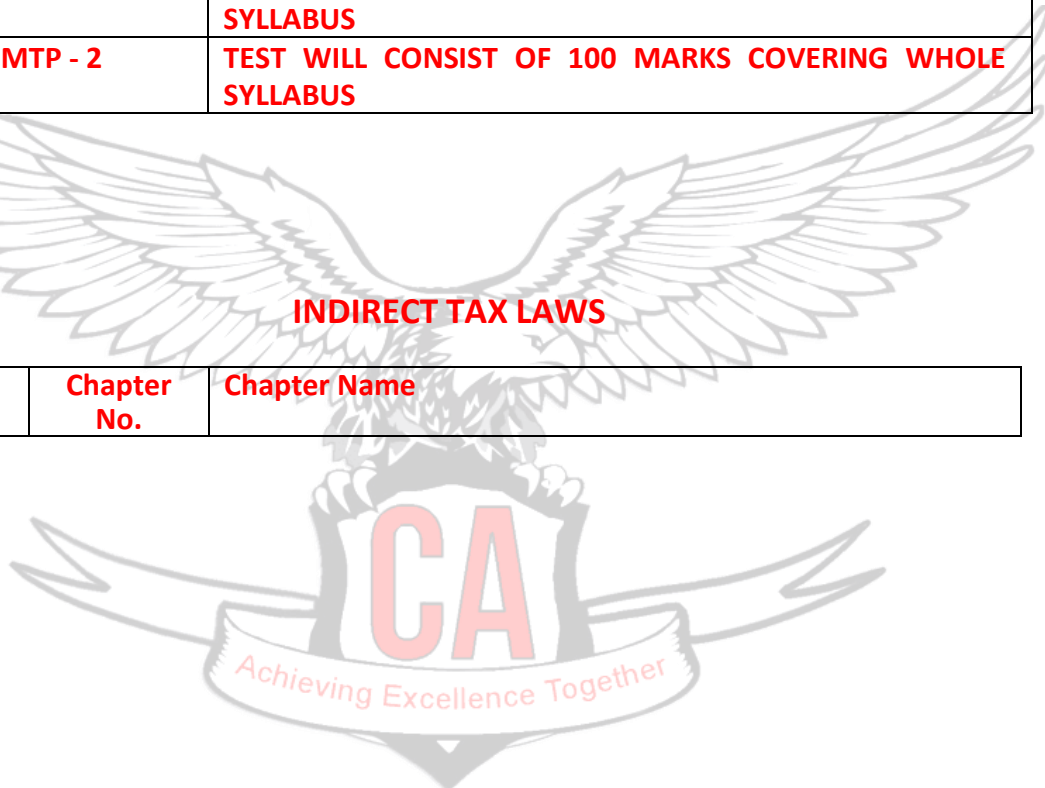 SYLLABUS
MTP - 2 TEST WILL CONSIST OF 100 MARKS COVERING WHOLE
SYLLABUS
INDIRECT TAX LAWS
Chapter Chapter Name
No.
CA
Achieving Excellence Together